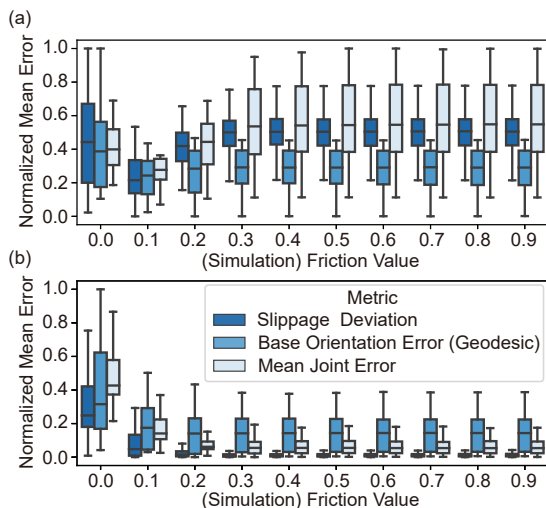 (a)
Normalized Mean Error
1.0
0.8
0.6
0.4
0.2
0.0
0.0 0.1 0.2 0.3 0.4 0.5 0.6 0.7 0.8 0.9
(Simulation) Friction Value
(b)
Normalized Mean Error
1.0
0.8
0.6
0.4
0.2
0.0
Metric
Slippage Deviation
Base Orientation Error (Geodesic)
Mean Joint Error
0.0 0.1 0.2 0.3 0.4 0.5 0.6 0.7 0.8 0.9
(Simulation) Friction Value